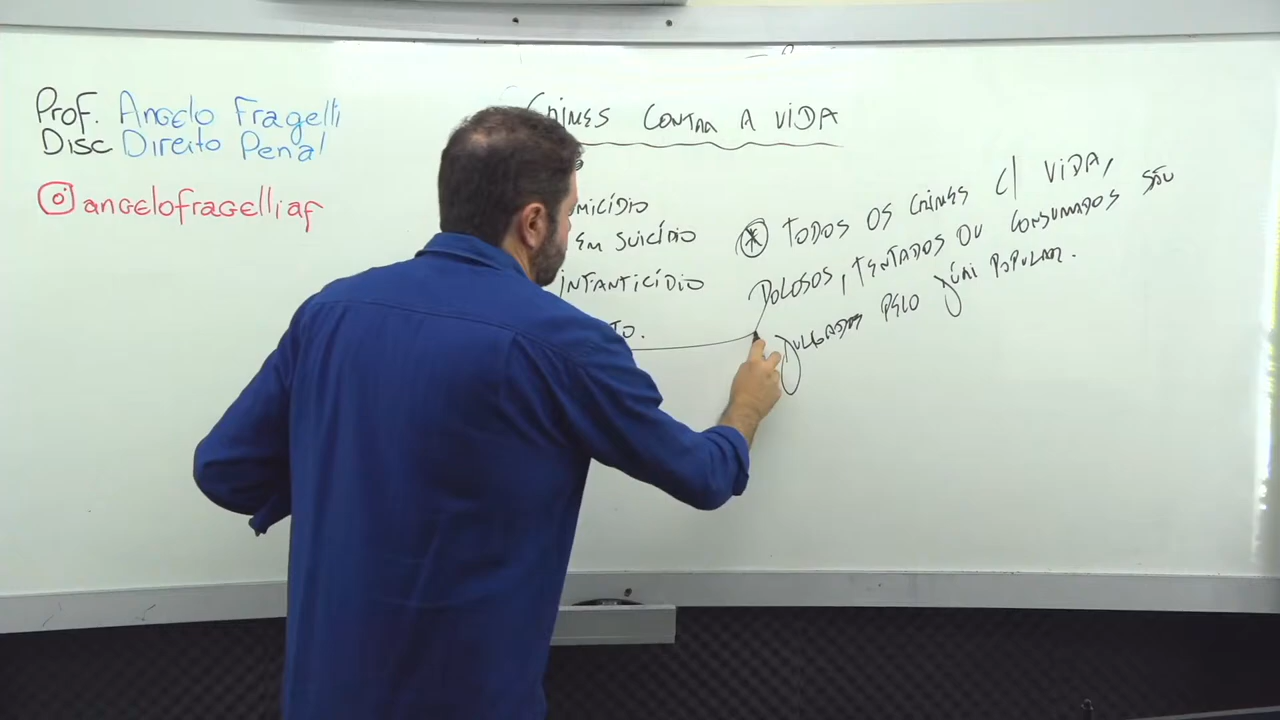 Prof. Angelo Fragelli
Disc Direito Penal
angelofragelliaf
CRIMES CONTRA A VIDA
MICÍDIO
EM SUICÍDIO
INFANTICÍDIO
TO.
* TODOS OS CRIMES C/ VIDA,
DOLOSOS, TENTADOS OU CONSUMADOS SÃO
JULGADOS PELO JÚRI POPULAR.